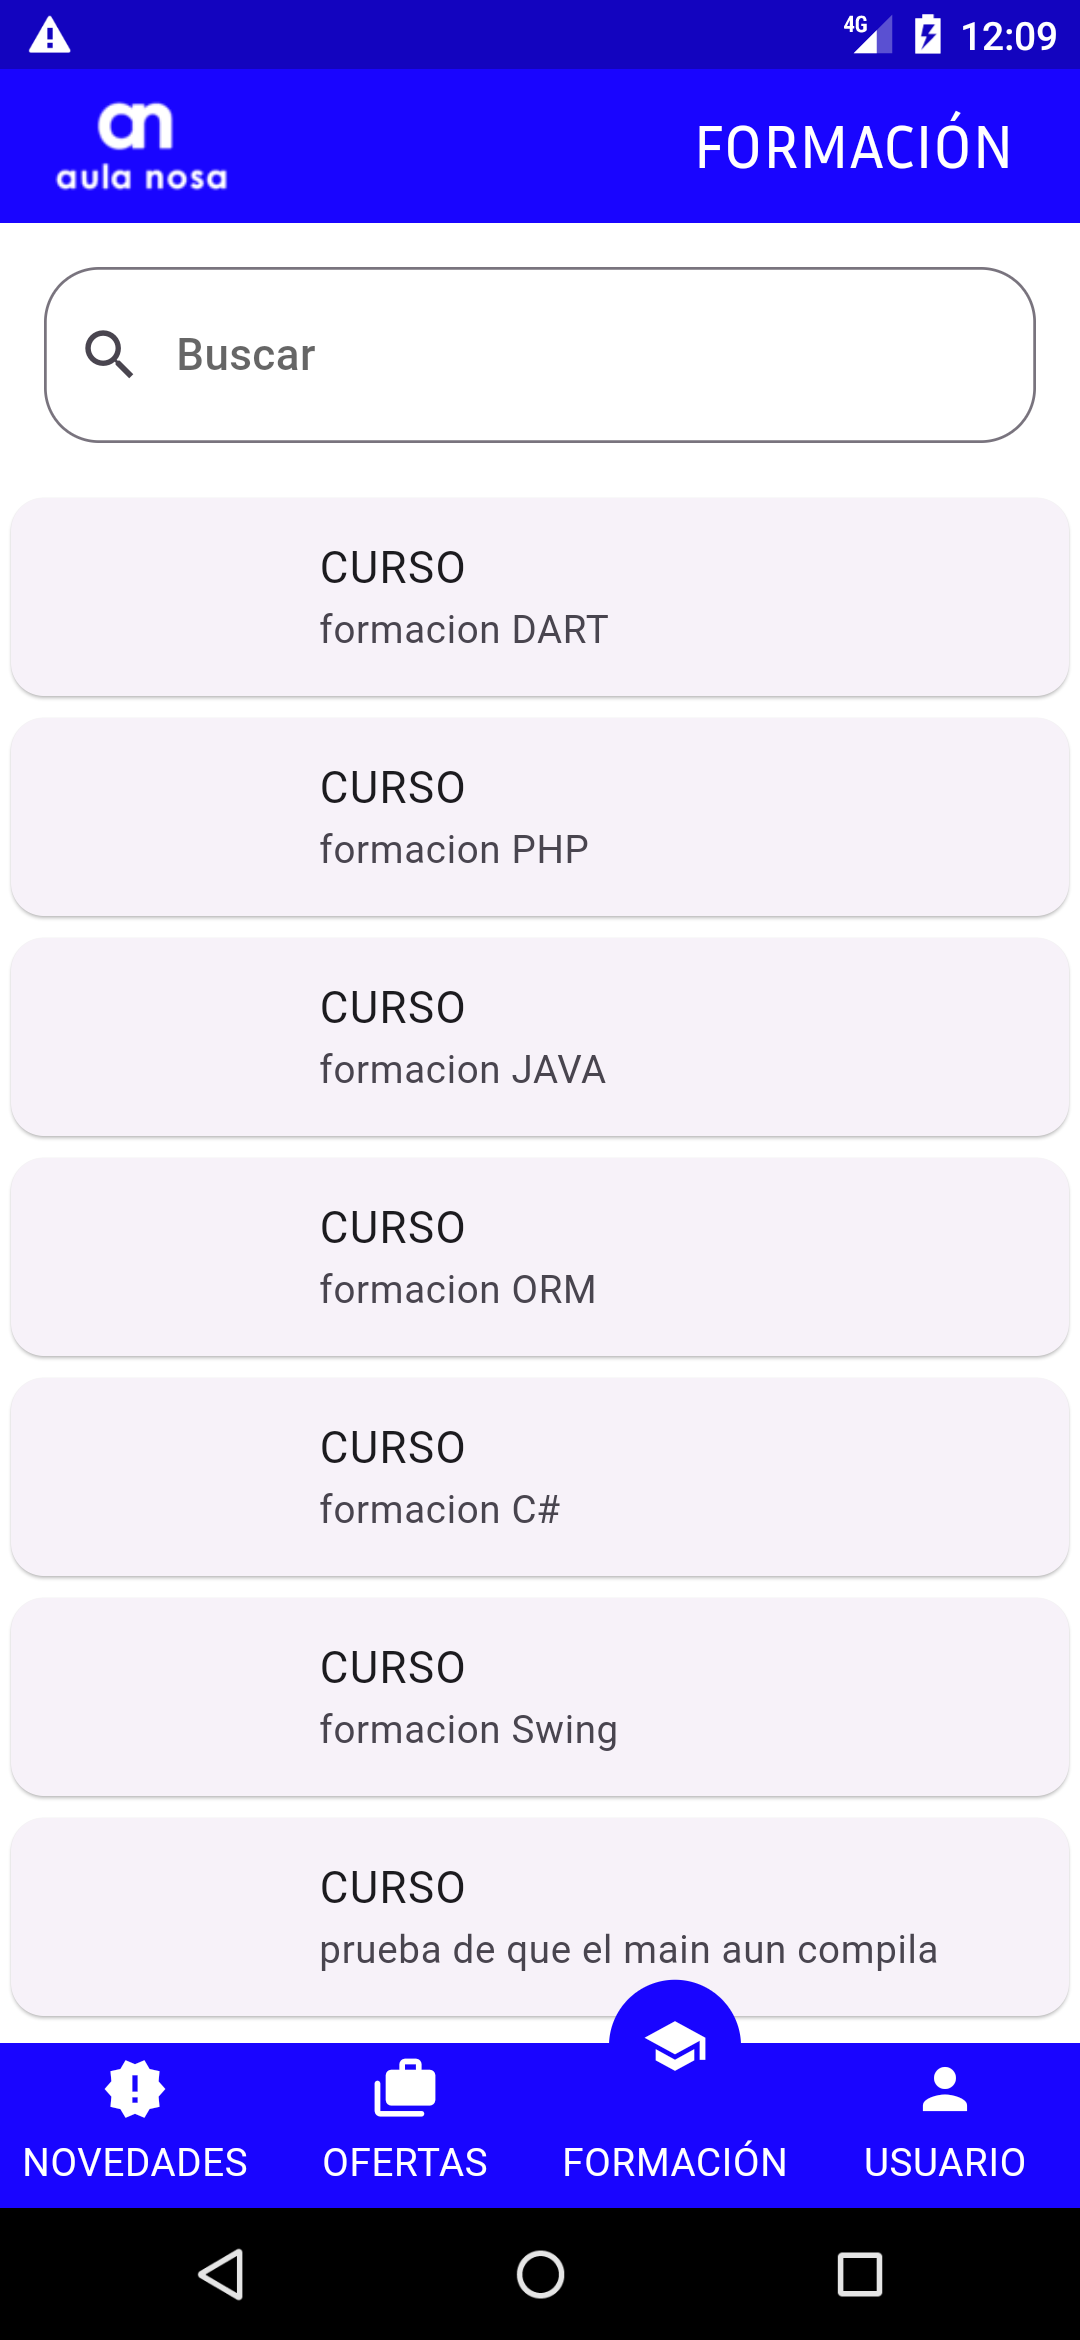 4G 12:09
an
aula nosa
FORMACIÓN
Buscar
CURSO
formacion DART
CURSO
formacion PHP
CURSO
formacion JAVA
CURSO
formacion ORM
CURSO
formacion C#
CURSO
formacion Swing
CURSO
prueba de que el main aun compila
NOVEDADES OFERTAS FORMACIÓN USUARIO